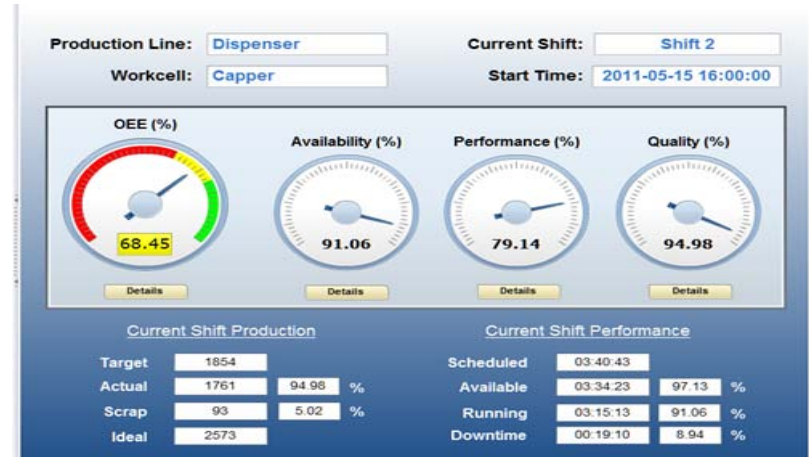 Production Line: Dispenser Current Shift: Shift 2
Workcell: Capper Start Time: 2011-05-15 16:00:00
OEE (%)
Availability (%) Performance (%) Quality (%)
68.45 91.06 79.14 94.98
Details Details Details Details
Current Shift Production Current Shift Performance
Target 1854 Scheduled 03:40:43
Actual 1761 94.98 % Available 03:34:23 97.13 %
Scrap 93 5.02 % Running 03:15:13 91.06 %
Ideal 2573 Downtime 00:19:10 8.94 %